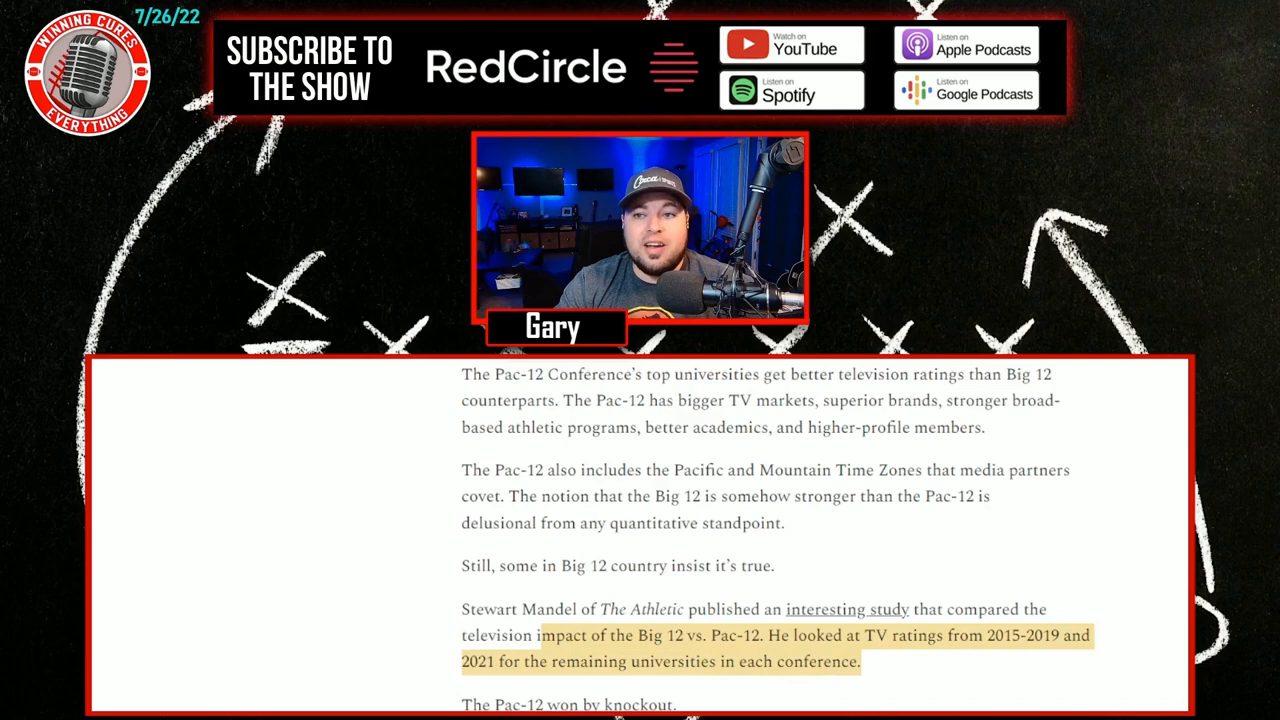 7/26/22
WINNING CURES
EVERYTHING
SUBSCRIBE TO
THE SHOW
RedCircle
Watch on
YouTube
Listen on
Spotify
Listen on
Apple Podcasts
Listen on
Google Podcasts
Circa SPORTS
Gary
The Pac-12 Conference’s top universities get better television ratings than Big 12
counterparts. The Pac-12 has bigger TV markets, superior brands, stronger broad-
based athletic programs, better academics, and higher-profile members.
The Pac-12 also includes the Pacific and Mountain Time Zones that media partners
covet. The notion that the Big 12 is somehow stronger than the Pac-12 is
delusional from any quantitative standpoint.
Still, some in Big 12 country insist it’s true.
Stewart Mandel of The Athletic published an interesting study that compared the
television impact of the Big 12 vs. Pac-12. He looked at TV ratings from 2015-2019 and
2021 for the remaining universities in each conference.
The Pac-12 won by knockout.